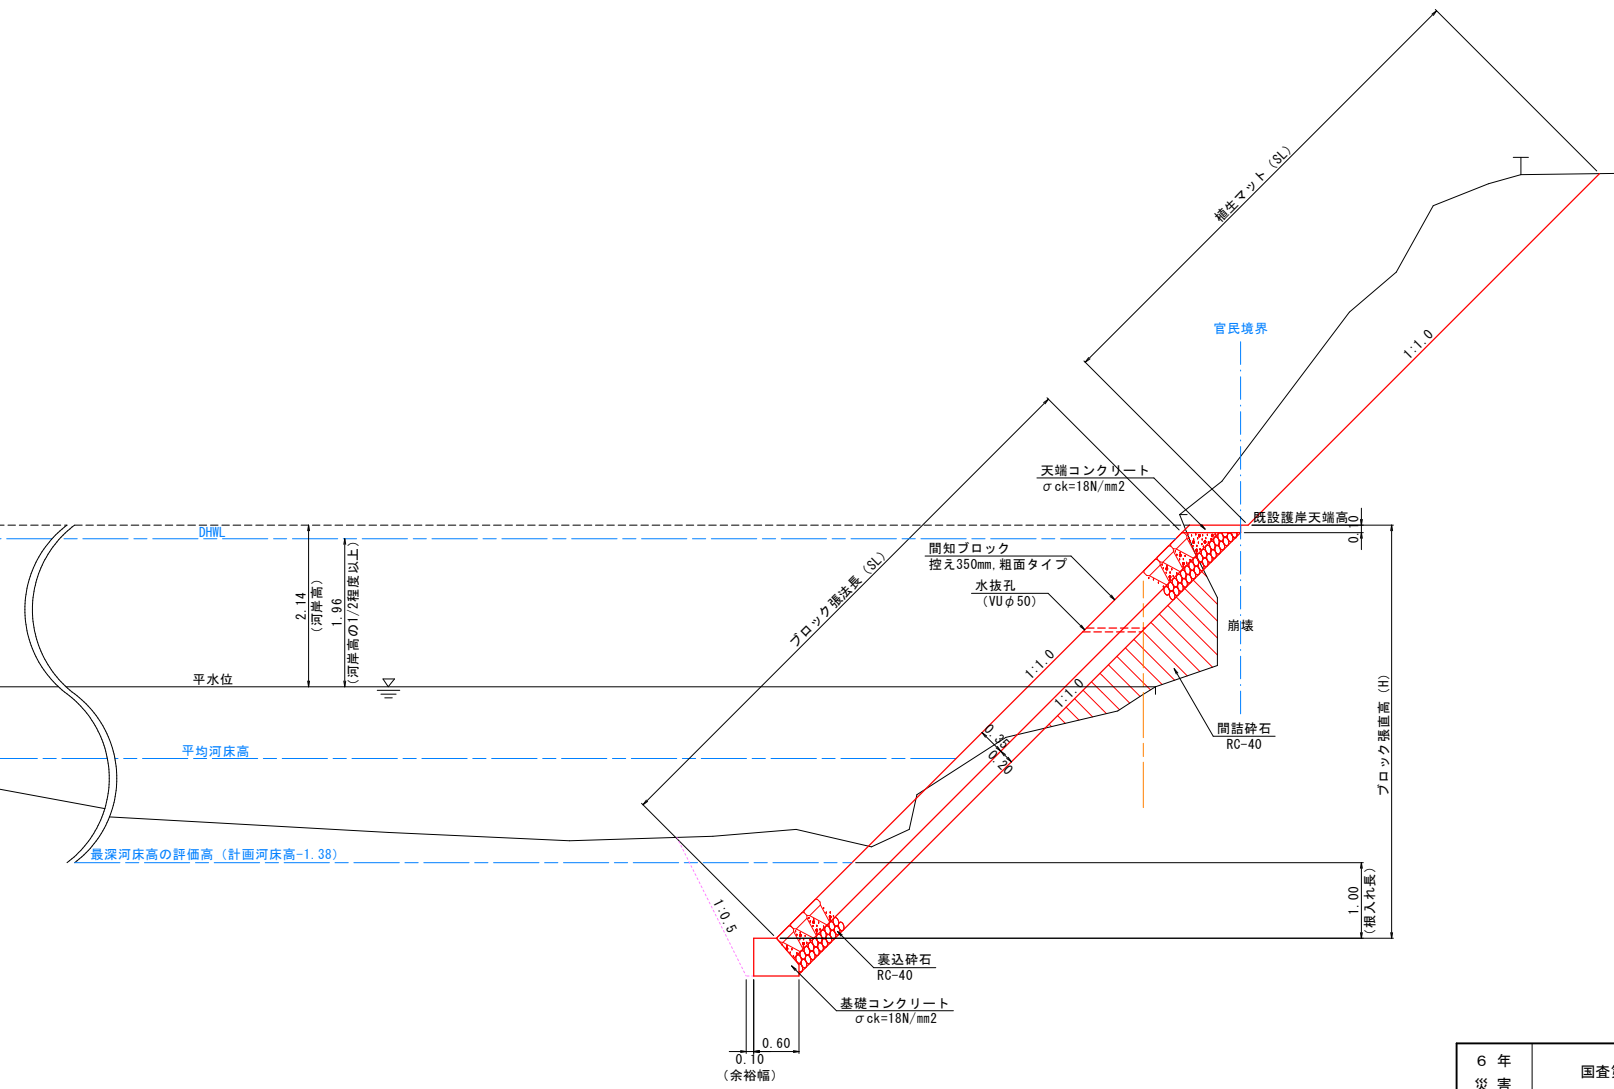 植生マット（SL）
官民境界
1:1.0
天端コンクリート
σck=18N/mm2
既設護岸天端高
0.10
DHWL
間知ブロック
控え350mm,粗面タイプ
水抜孔
（VUφ50）
ブロック張法長（SL）
2.14
（河岸高）
1.96
（河岸高の1/2程度以上）
崩壊
1:1.0
1:1.0
平水位
ブロック張直高（H）
間詰砕石
RC-40
0.35
0.20
平均河床高
最深河床高の評価高（計画河床高-1.38）
1.00
（根入れ長）
1:0.5
裏込砕石
RC-40
基礎コンクリート
σck=18N/mm2
0.60
0.10
（余裕幅）
6 年
災 害
国査